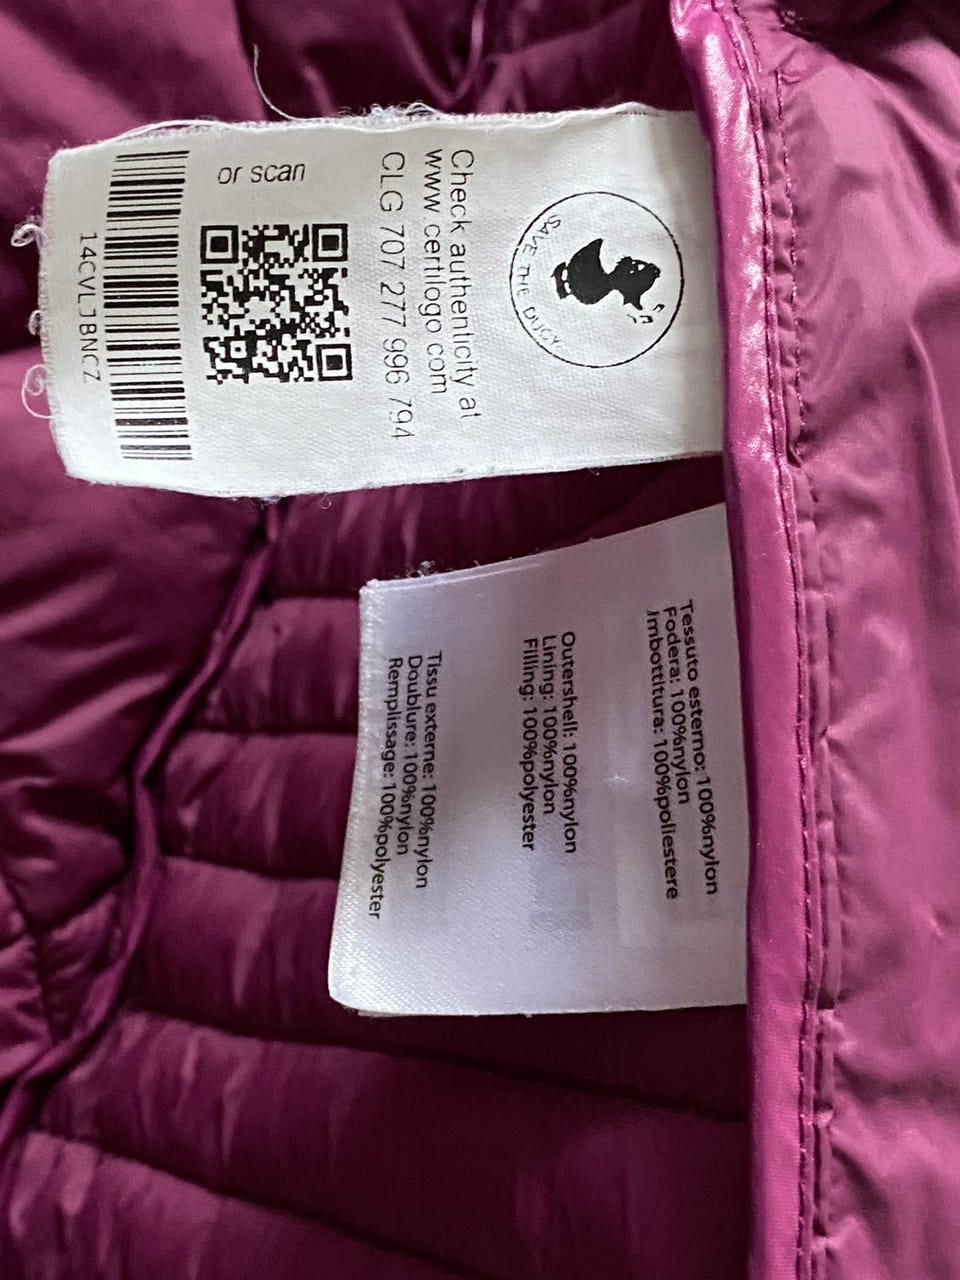 SAVE THE DUCK
Check authenticity at
www certilogo com
CLG 707 277 996 794
or scan
14CVLJBNCZ
Tessuto esterno: 100%nylon
Fodera: 100%nylon
Imbottitura: 100%poliestere
Outershell: 100%nylon
Lining: 100%nylon
Filling: 100%polyester
Tissu externe: 100%nylon
Doublure: 100%nylon
Remplissage: 100%polyester